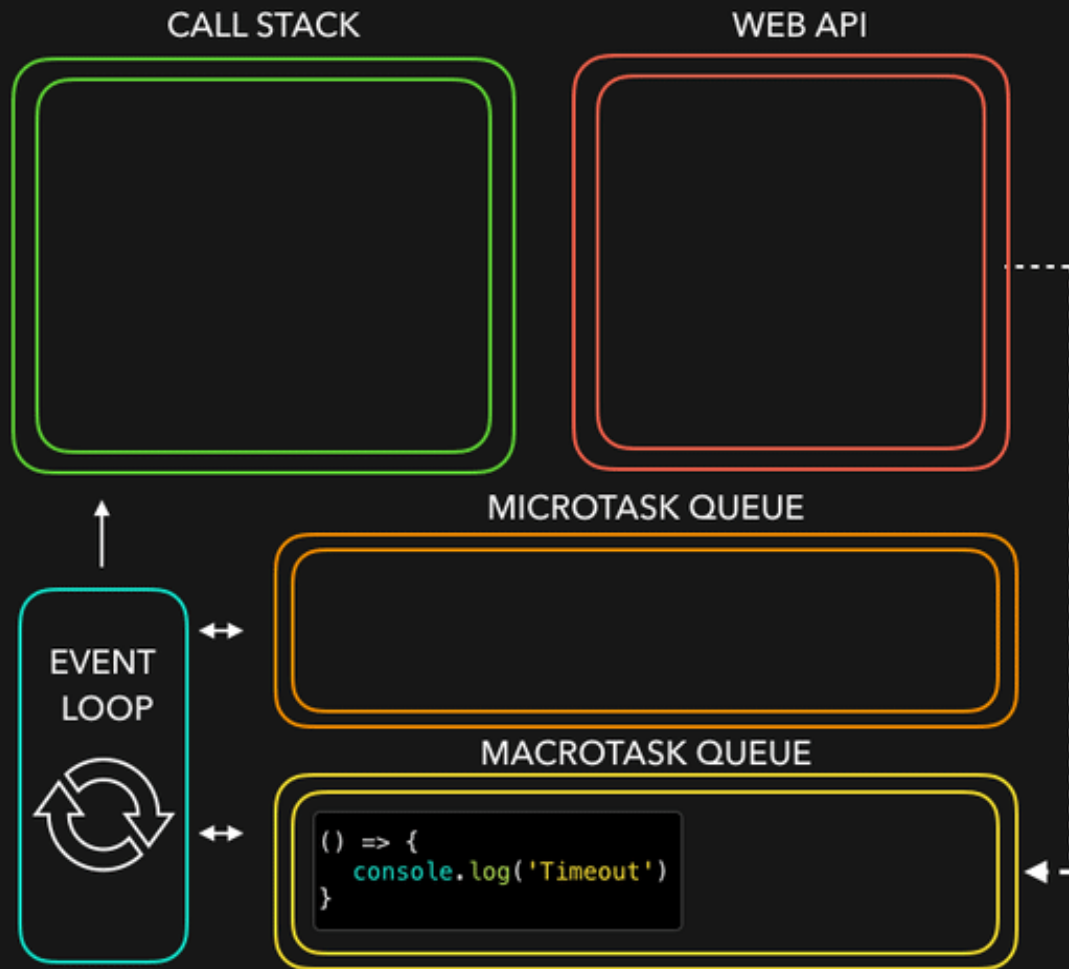 CALL STACK
WEB API
MICROTASK QUEUE
EVENT
LOOP
MACROTASK QUEUE
() => {
console.log('Timeout')
}